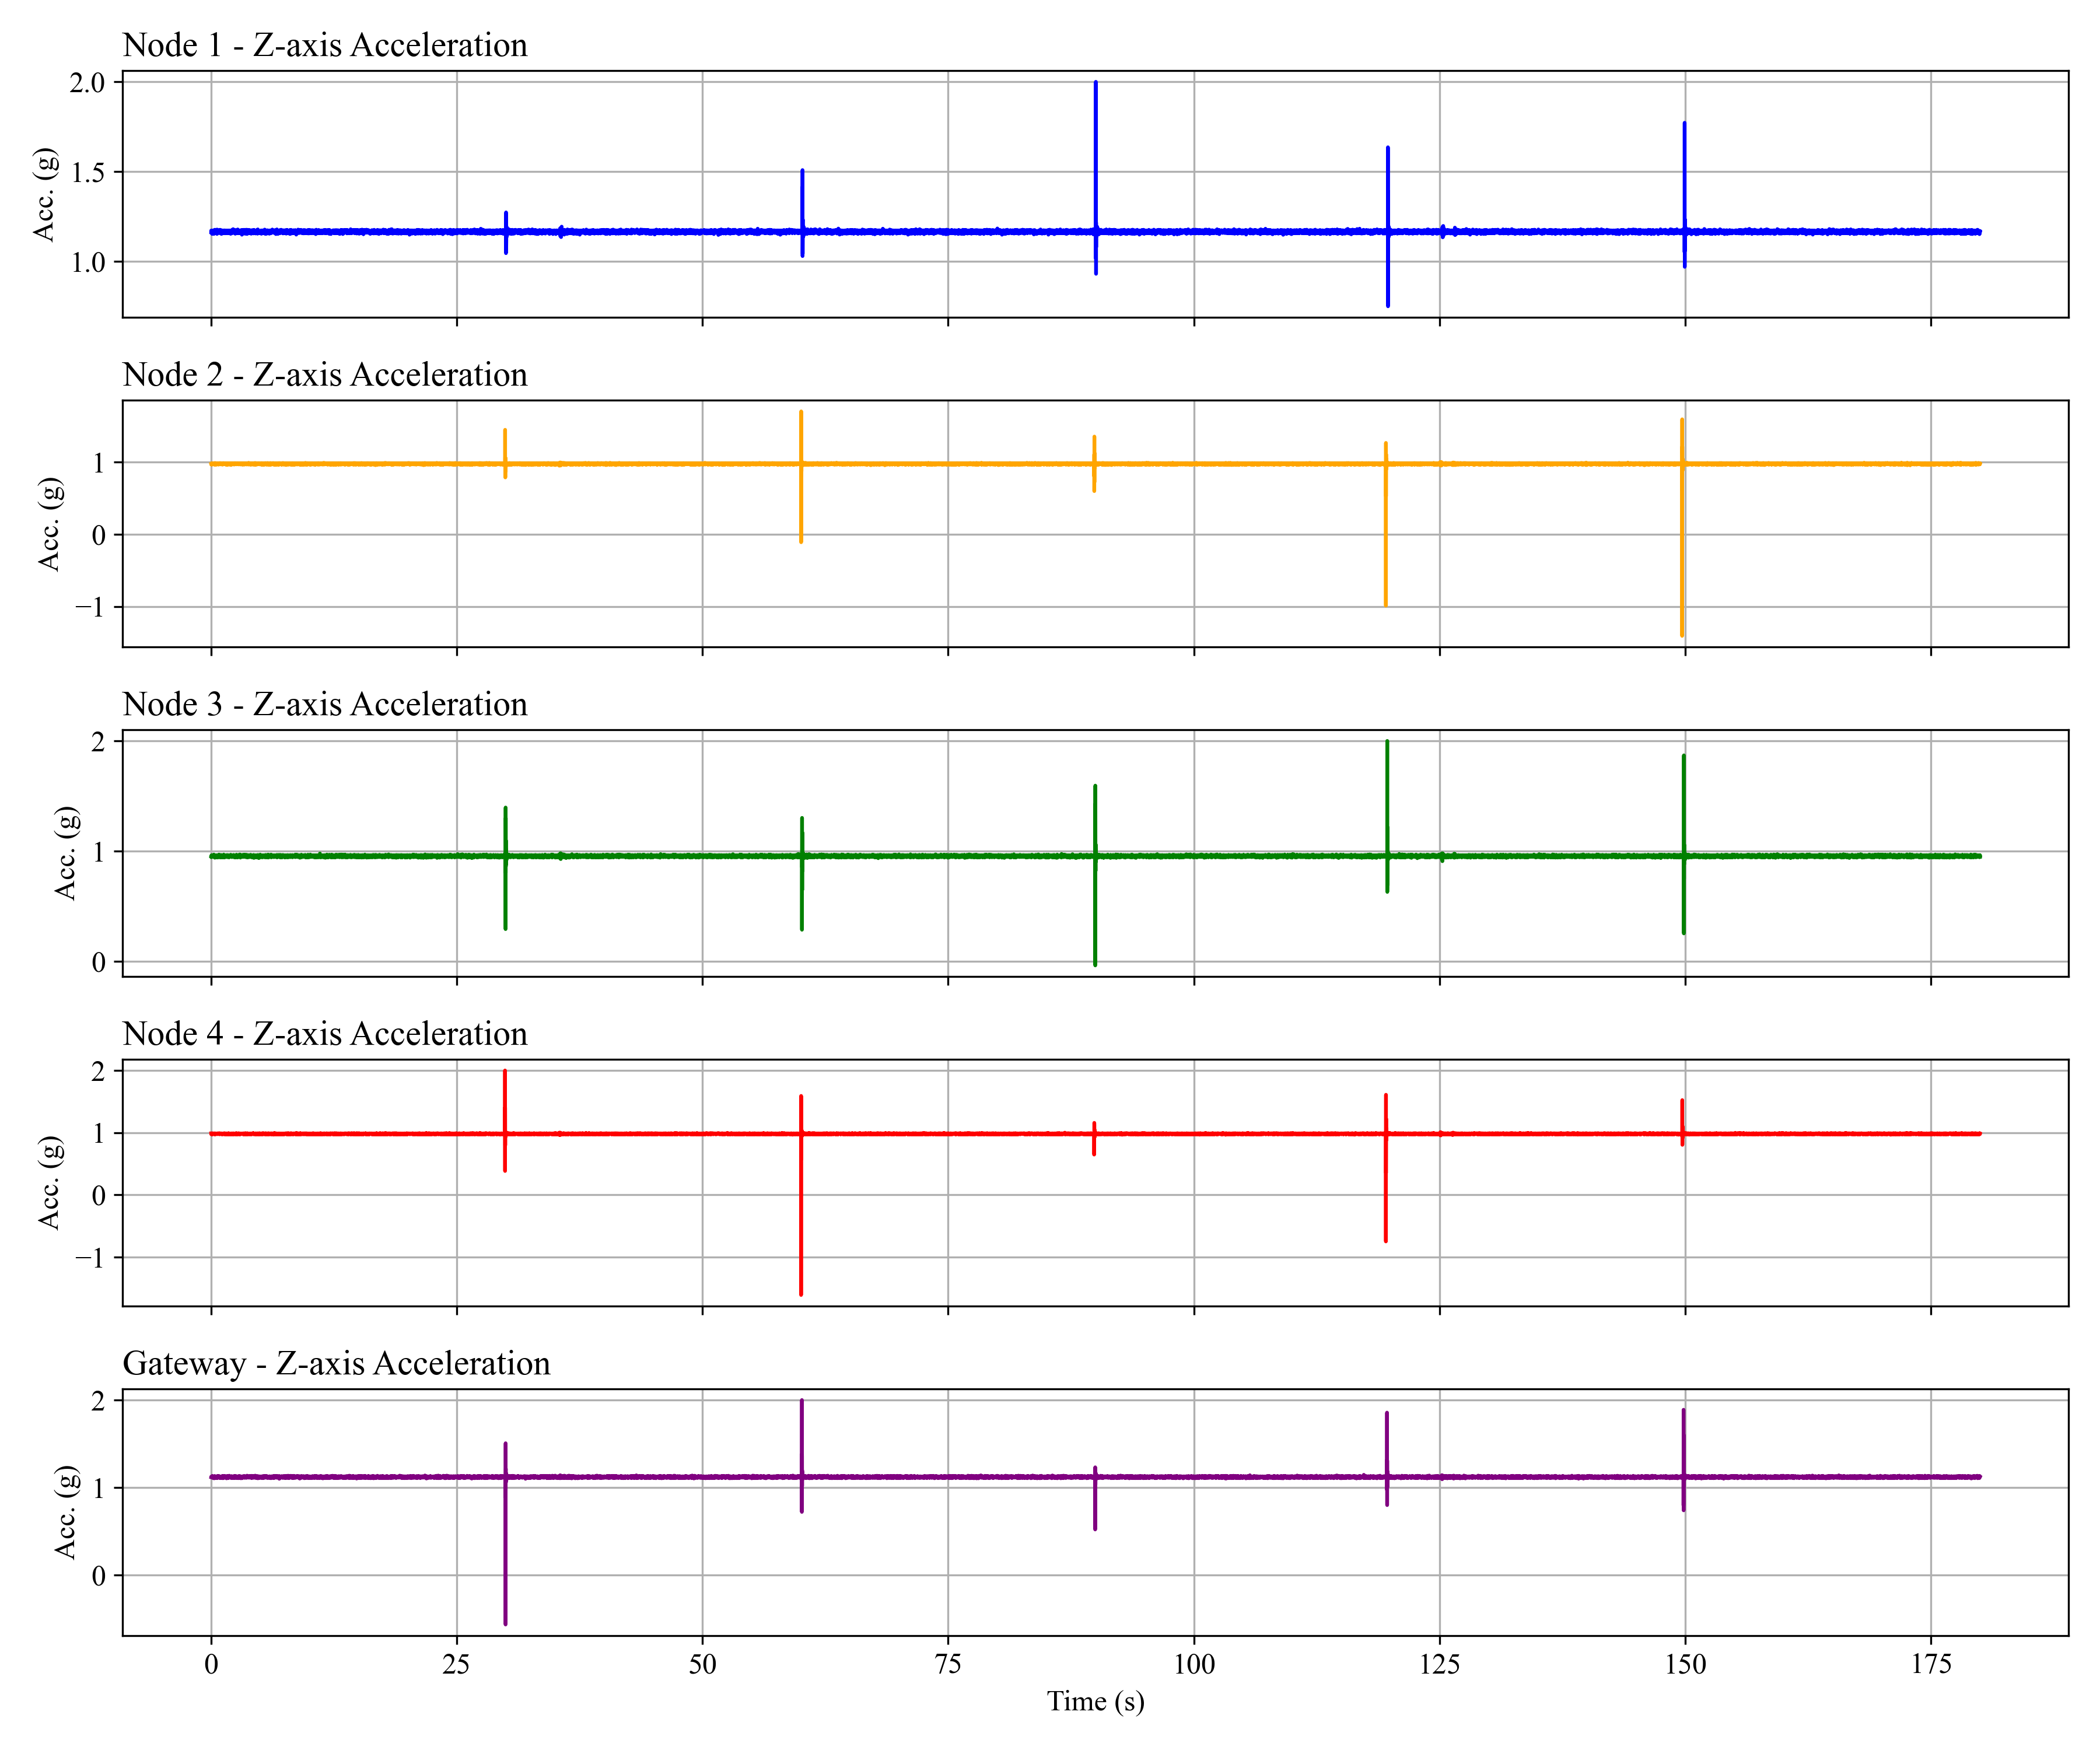 Node 1 - Z-axis Acceleration
2.0
1.5
1.0
Acc. (g)
Node 2 - Z-axis Acceleration
1
0
−1
Acc. (g)
Node 3 - Z-axis Acceleration
2
1
0
Acc. (g)
Node 4 - Z-axis Acceleration
2
1
0
−1
Acc. (g)
Gateway - Z-axis Acceleration
2
1
0
Acc. (g)
0 25 50 75 100 125 150 175
Time (s)